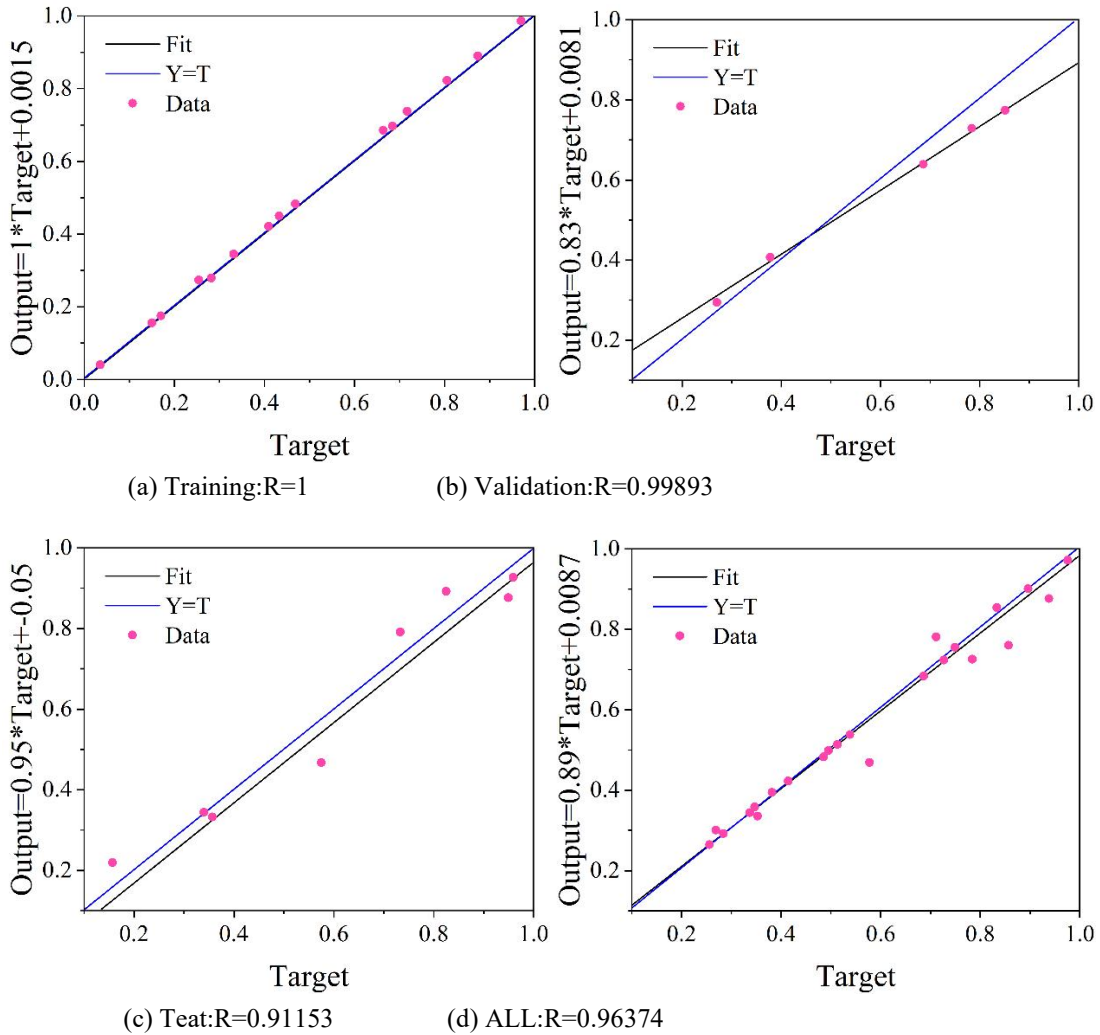 Output=1*Target+0.0015
1.0
0.8
0.6
0.4
0.2
0.0
Fit
Y=T
Data
0.0 0.2 0.4 0.6 0.8 1.0
Target
Output=0.83*Target+0.0081
1.0
0.8
0.6
0.4
0.2
Fit
Y=T
Data
0.2 0.4 0.6 0.8 1.0
Target
(a) Training:R=1
(b) Validation:R=0.99893
Output=0.95*Target+-0.05
1.0
0.8
0.6
0.4
0.2
Fit
Y=T
Data
0.2 0.4 0.6 0.8 1.0
Target
Output=0.89*Target+0.0087
1.0
0.8
0.6
0.4
0.2
Fit
Y=T
Data
0.2 0.4 0.6 0.8 1.0
Target
(c) Teat:R=0.91153
(d) ALL:R=0.96374